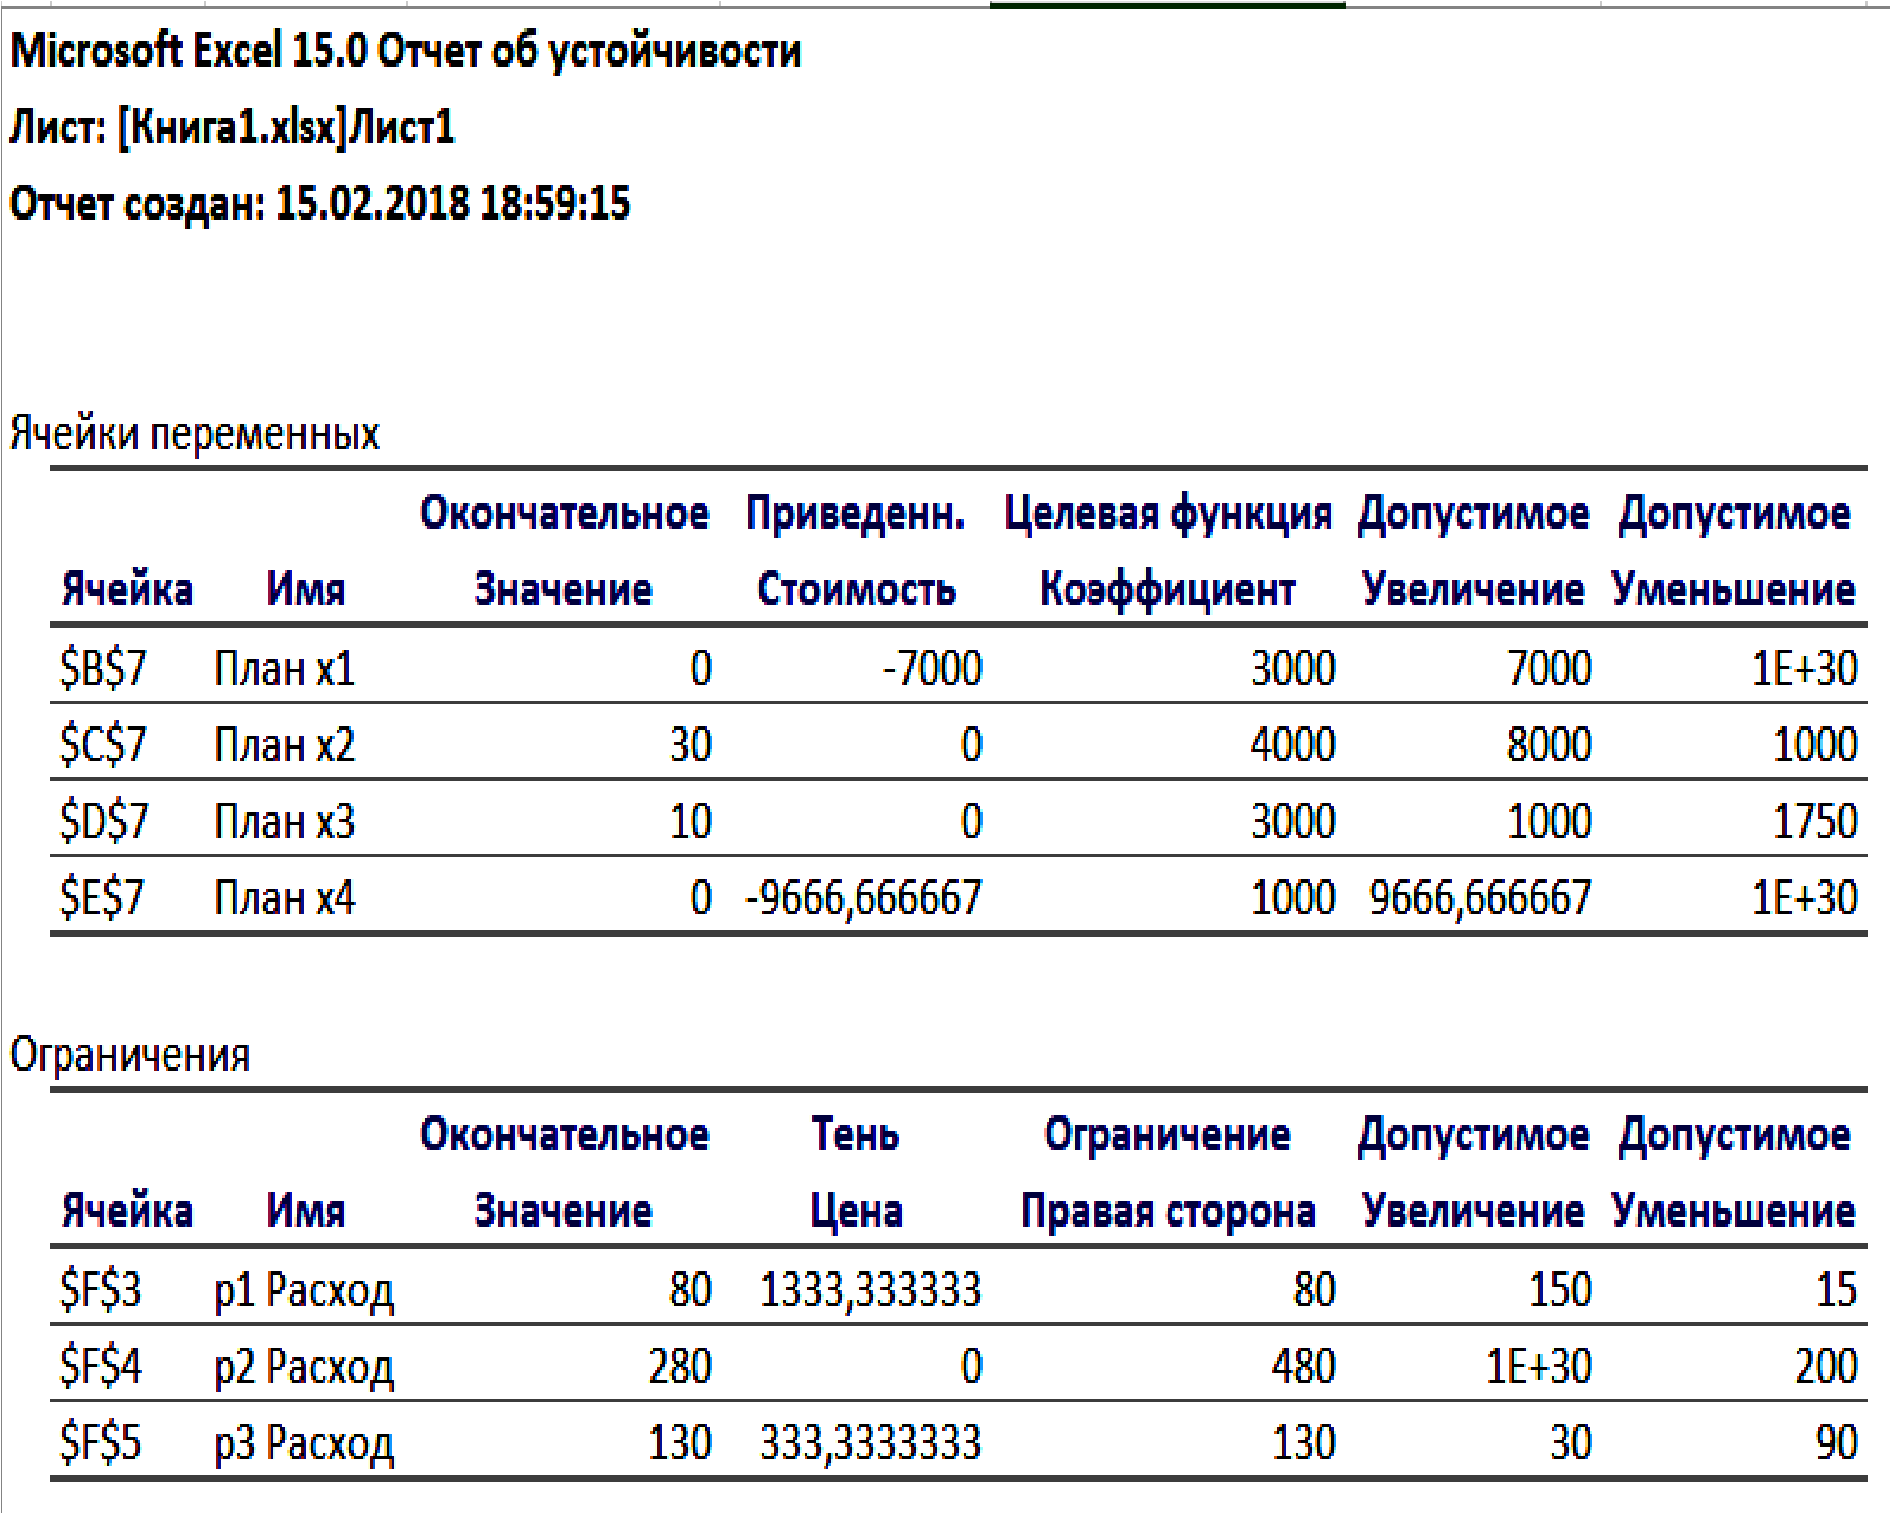 Microsoft Excel 15.0 Отчет об устойчивости
Лист: [Книга1.xlsx]Лист1
Отчет создан: 15.02.2018 18:59:15
Ячейки переменных
Окончательное Приведенн. Целевая функция Допустимое Допустимое
Ячейка Имя Значение Стоимость Коэффициент Увеличение Уменьшение
$B$7 План x1 0 -7000 3000 7000 1E+30
$C$7 План x2 30 0 4000 8000 1000
$D$7 План x3 10 0 3000 1000 1750
$E$7 План x4 0 -9666,666667 1000 9666,666667 1E+30
Ограничения
Окончательное Тень Ограничение Допустимое Допустимое
Ячейка Имя Значение Цена Правая сторона Увеличение Уменьшение
$F$3 p1 Расход 80 1333,333333 80 150 15
$F$4 p2 Расход 280 0 480 1E+30 200
$F$5 p3 Расход 130 333,3333333 130 30 90